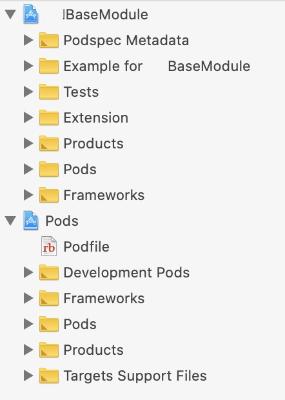 BaseModule
Podspec Metadata
Example for BaseModule
Tests
Extension
Products
Pods
Frameworks
Pods
rb Podfile
Development Pods
Frameworks
Pods
Products
Targets Support Files